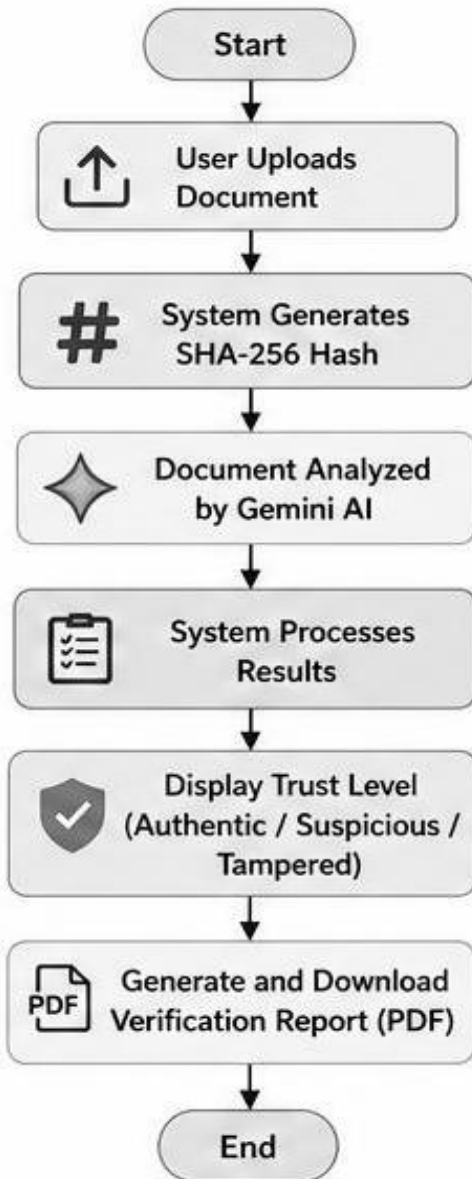 Start
User Uploads
Document
System Generates
SHA-256 Hash
Document Analyzed
by Gemini AI
System Processes
Results
Display Trust Level
(Authentic / Suspicious /
Tampered)
PDF
Generate and Download
Verification Report (PDF)
End